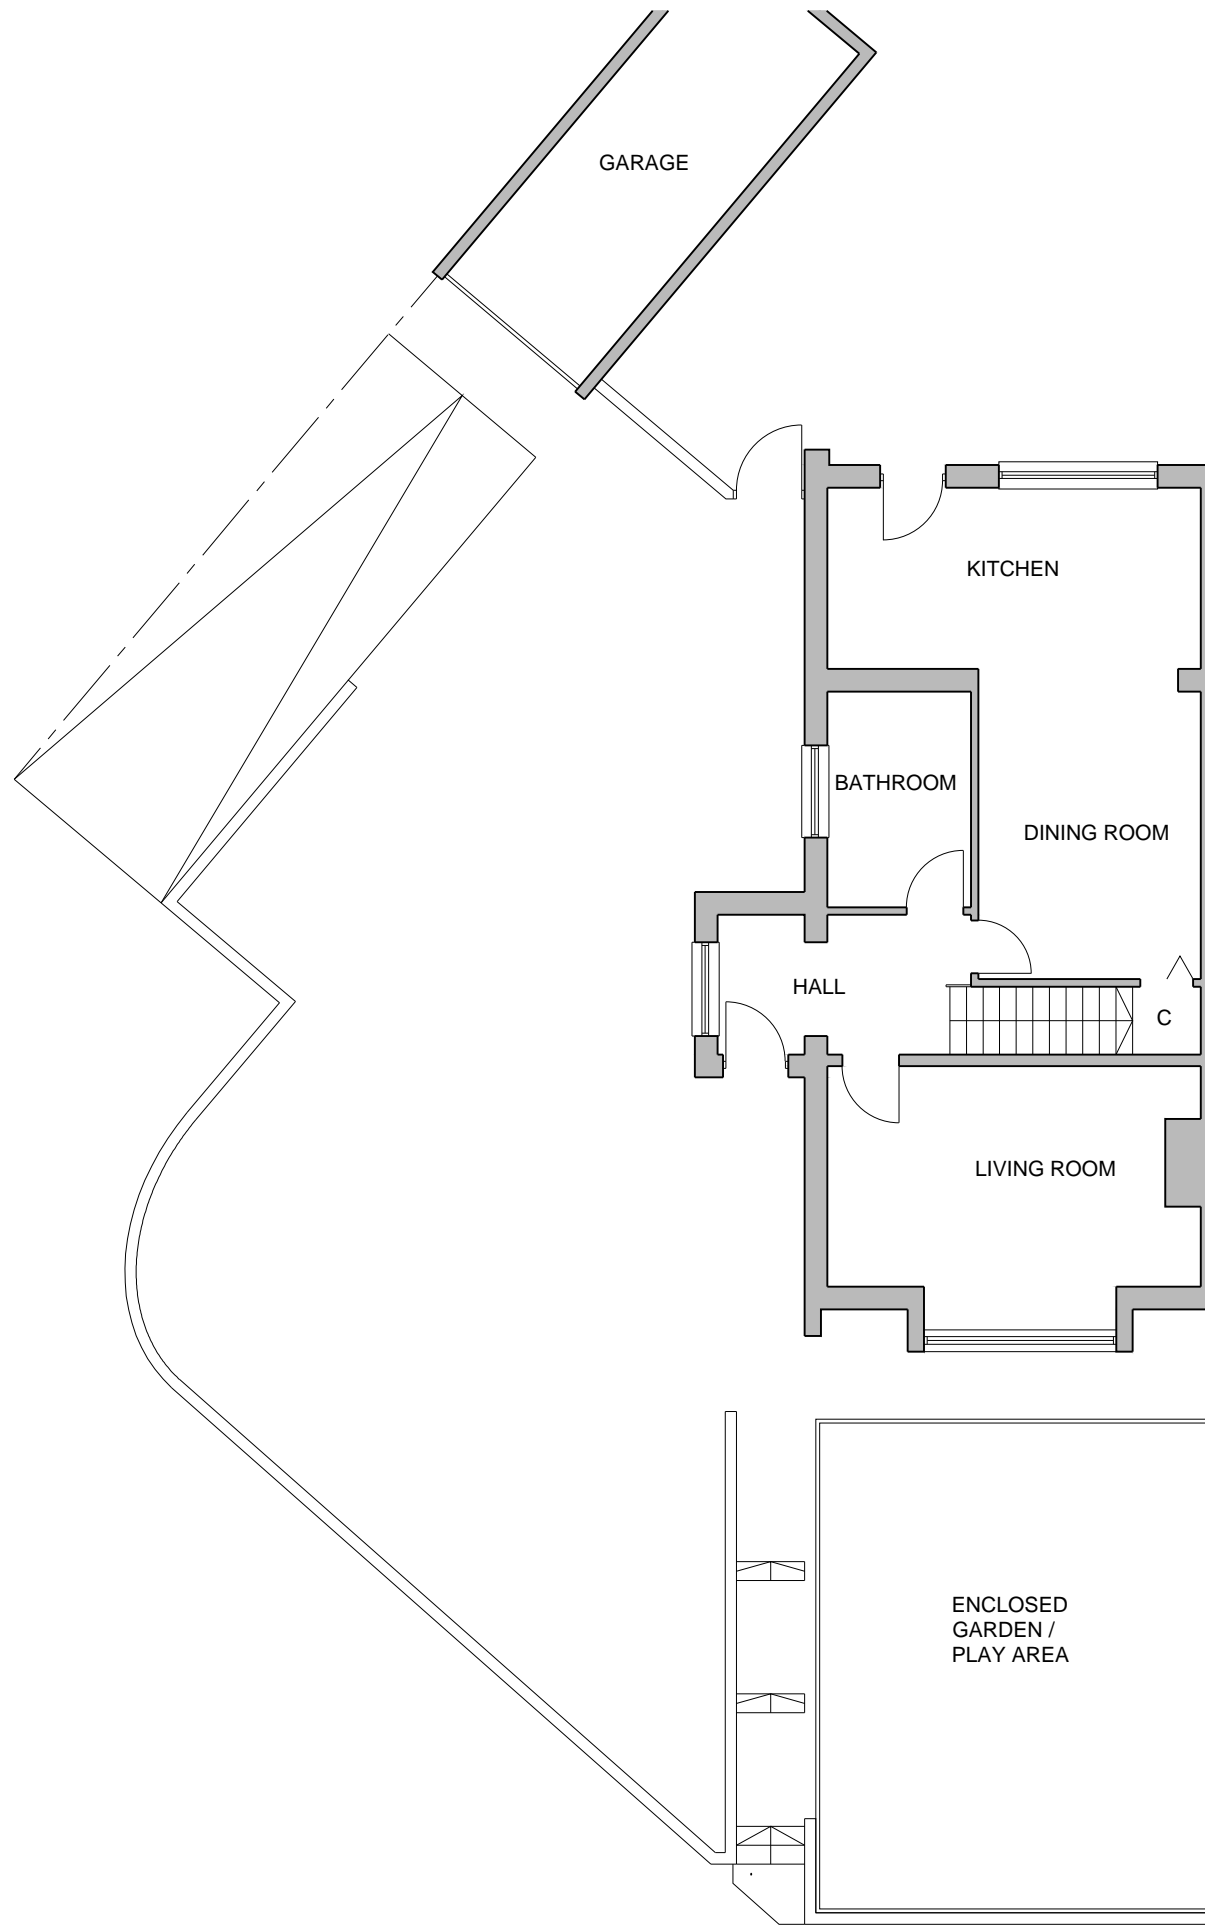 GARAGE
KITCHEN
BATHROOM
DINING ROOM
HALL
C
LIVING ROOM
ENCLOSED
GARDEN /
PLAY AREA